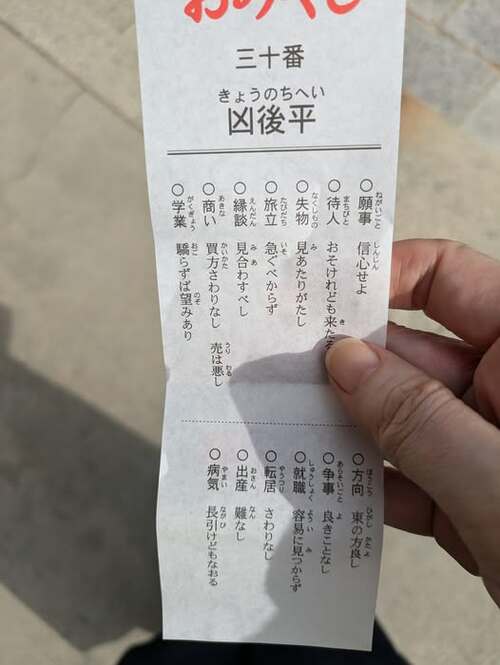 おみくじ
三十番
きょうのちへい
凶後平
○願事 信心せよ
ねがいごと しんじん
○待人 おそけれども来たる
まちびと き
○失物 見あたりがたし
なくしもの み
○旅立 急ぐべからず
たびだち いそ
○縁談 見合わすべし
えんだん みあ
○商い 買方さわりなし 売は悪し
あきな かいかた うり わる
○学業 驕らずば望みあり
がくぎょう おご のぞ
○方向 東の方良し
ほうこう ひがし かたよ
○争事 良きことなし
あらそいごと よ
○就職 容易に見つからず
しゅうしょく ようい み
○転居 さわりなし
やうつり
○出産 難なし
おさん なん
○病気 長引けどもなおる
やまい ながび